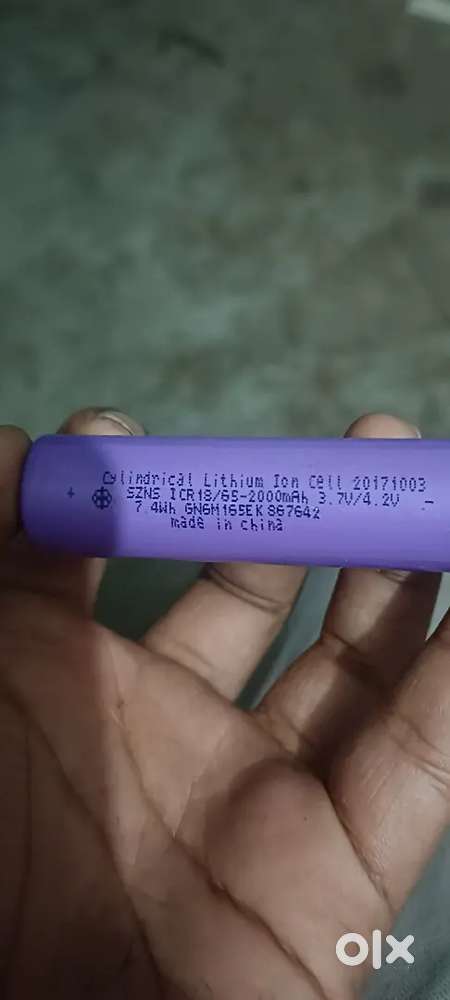 Cylindrical Lithium Ion Cell 20171003
+ SZNS ICR18/65-2000mAh 3.7V/4.2V -
7.4Wh GN6M165EK S67642
made in china
olx